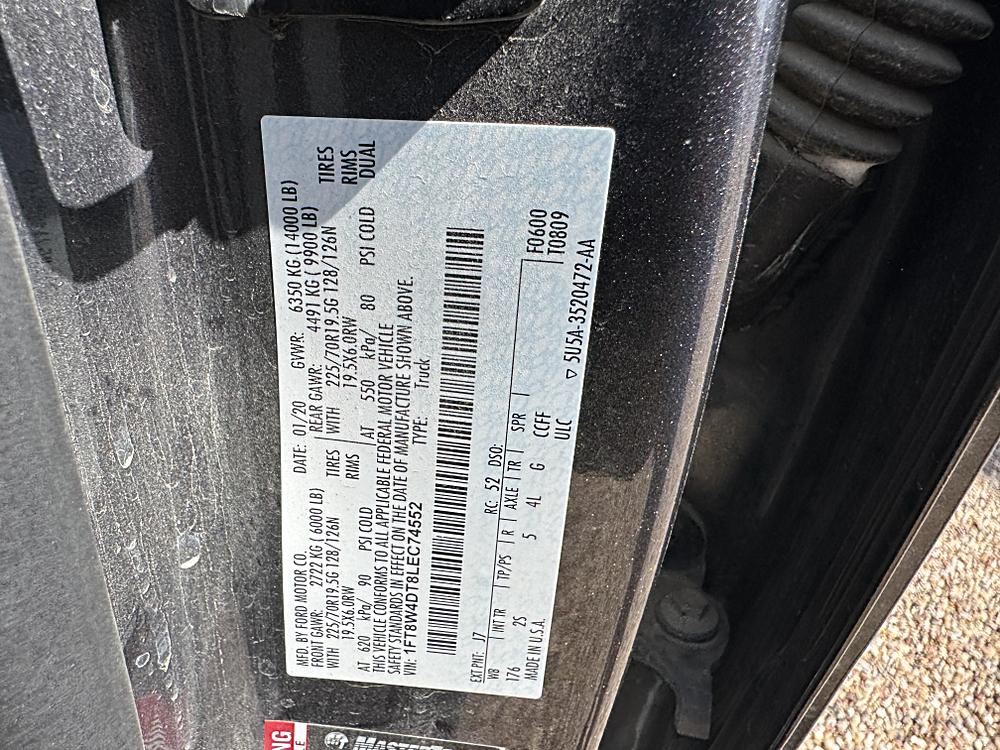 MFD. BY FORD MOTOR CO.
DATE: 01/20 GVWR: 6350 KG (14000 LB)
FRONT GAWR: 2722 KG (6000 LB)
REAR GAWR: 4491 KG (9900 LB)
WITH 225/70R19.5G 128/126N TIRES
WITH 225/70R19.5G 128/126N TIRES
19.5X6.0RW RIMS
19.5X6.0RW RIMS
AT 620 kPa/ 90 PSI COLD
AT 550 kPa/ 80 PSI COLD DUAL
THIS VEHICLE CONFORMS TO ALL APPLICABLE FEDERAL MOTOR VEHICLE
SAFETY STANDARDS IN EFFECT ON THE DATE OF MANUFACTURE SHOWN ABOVE.
VIN: 1FT8W4DT8LEC74552 TYPE: Truck
EXT PNT: J7 RC: 52 DSO:
WB INT TR TP/PS R AXLE TR SPR F0600
176 2S 5 4L G CCFF T0809
MADE IN U.S.A. ULC
▽ 5U5A-3520472-AA